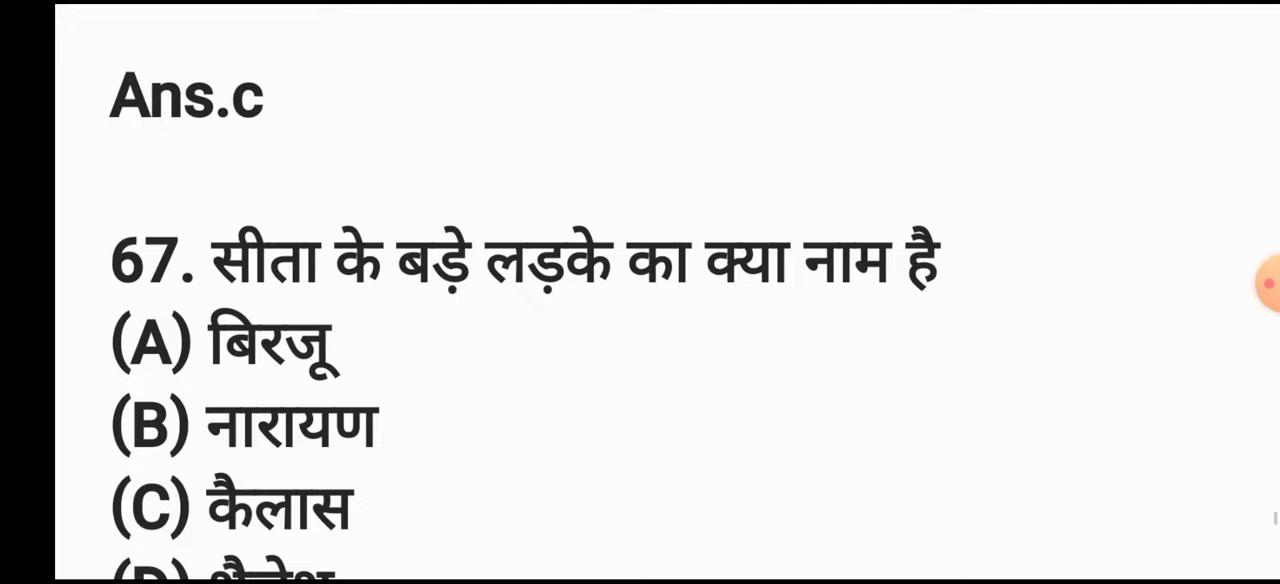 Ans.c
67. सीता के बड़े लड़के का क्या नाम है
(A) बिरजू
(B) नारायण
(C) कैलास